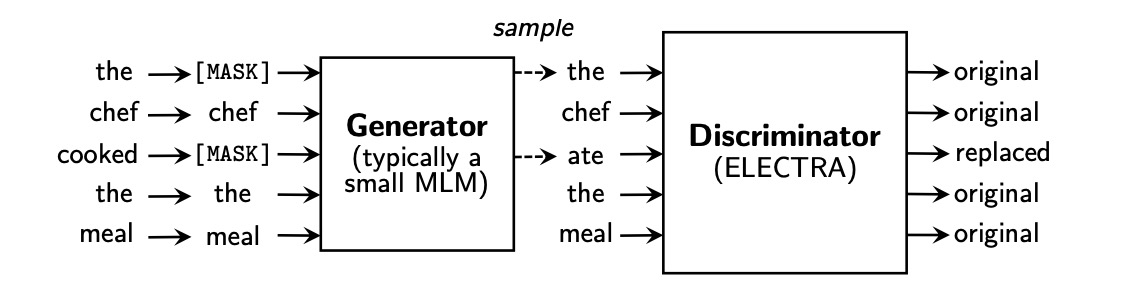 sample
the [MASK] the original
chef chef chef original
cooked [MASK] ate replaced
the the the original
meal meal meal original
Generator
(typically a
small MLM)
Discriminator
(ELECTRA)